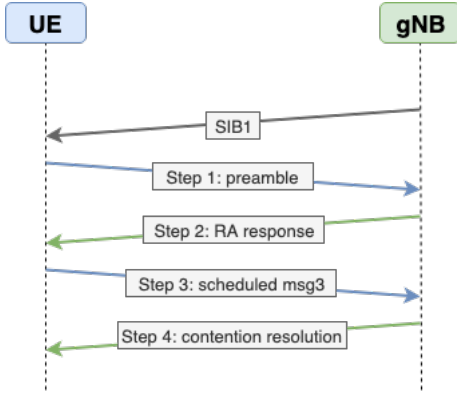 UE
gNB
SIB1
Step 1: preamble
Step 2: RA response
Step 3: scheduled msg3
Step 4: contention resolution